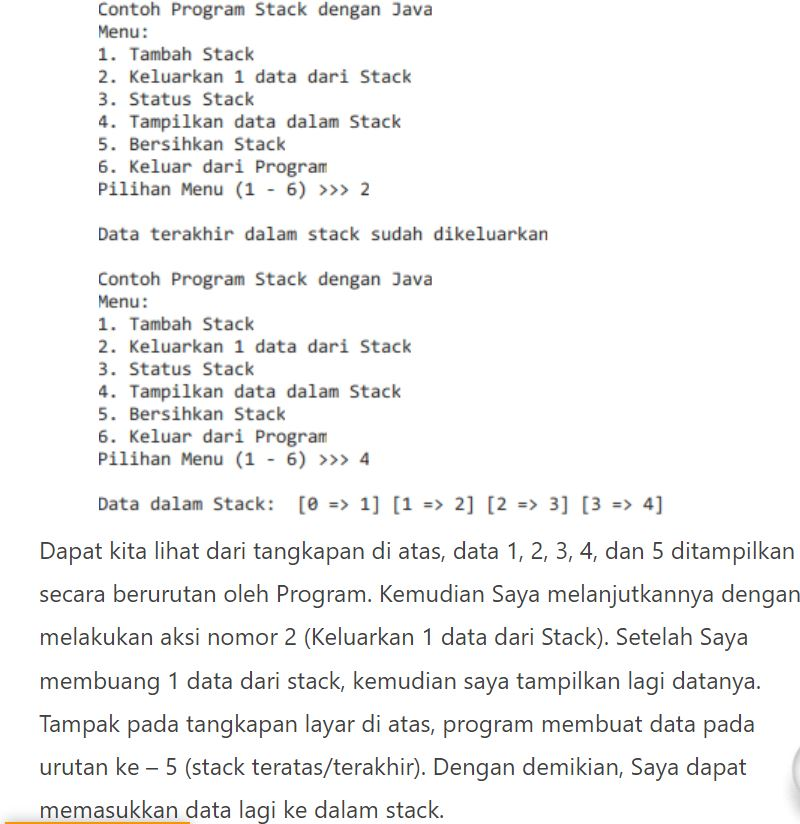 Contoh Program Stack dengan Java
Menu:
1. Tambah Stack
2. Keluarkan 1 data dari Stack
3. Status Stack
4. Tampilkan data dalam Stack
5. Bersihkan Stack
6. Keluar dari Program
Pilihan Menu (1 - 6) >>> 2
Data terakhir dalam stack sudah dikeluarkan
Contoh Program Stack dengan Java
Menu:
1. Tambah Stack
2. Keluarkan 1 data dari Stack
3. Status Stack
4. Tampilkan data dalam Stack
5. Bersihkan Stack
6. Keluar dari Program
Pilihan Menu (1 - 6) >>> 4
Data dalam Stack:  [0 => 1] [1 => 2] [2 => 3] [3 => 4]
Dapat kita lihat dari tangkapan di atas, data 1, 2, 3, 4, dan 5 ditampilkan
secara berurutan oleh Program. Kemudian Saya melanjutkannya dengan
melakukan aksi nomor 2 (Keluarkan 1 data dari Stack). Setelah Saya
membuang 1 data dari stack, kemudian saya tampilkan lagi datanya.
Tampak pada tangkapan layar di atas, program membuat data pada
urutan ke – 5 (stack teratas/terakhir). Dengan demikian, Saya dapat
memasukkan data lagi ke dalam stack.